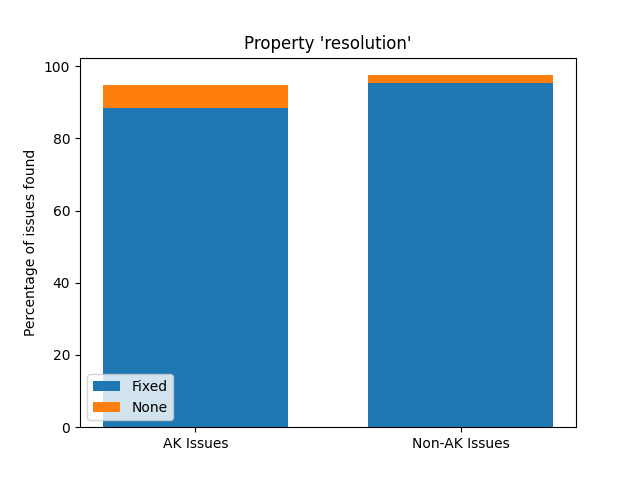 Property 'resolution'
Percentage of issues found
100
80
60
40
20
0
Fixed
None
AK Issues
Non-AK Issues